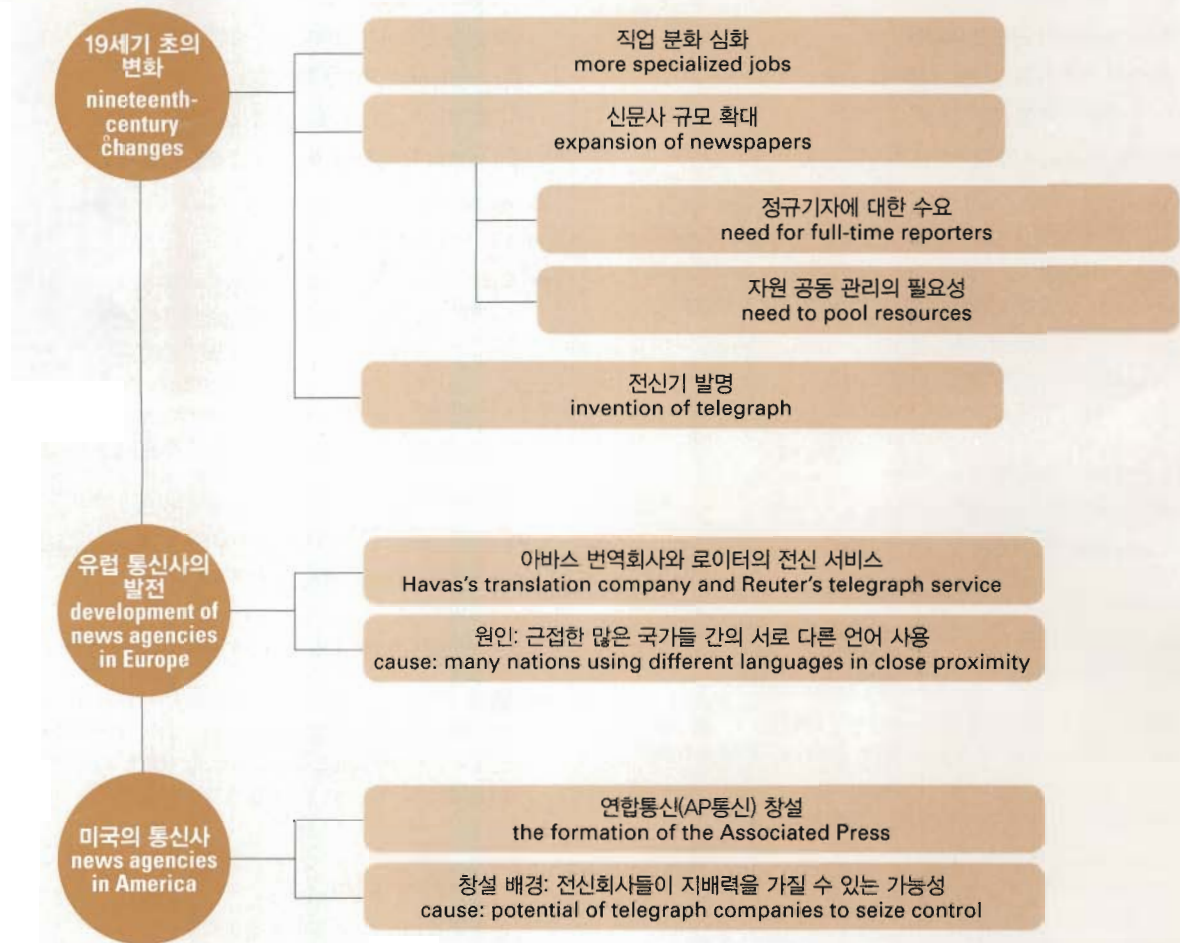 19세기 초의
변화
nineteenth-
century
changes
직업 분화 심화
more specialized jobs
신문사 규모 확대
expansion of newspapers
정규기자에 대한 수요
need for full-time reporters
자원 공동 관리의 필요성
need to pool resources
전신기 발명
invention of telegraph
유럽 통신사의
발전
development of
news agencies
in Europe
아바스 번역회사와 로이터의 전신 서비스
Havas's translation company and Reuter's telegraph service
원인: 근접한 많은 국가들 간의 서로 다른 언어 사용
cause: many nations using different languages in close proximity
미국의 통신사
news agencies
in America
연합통신(AP통신) 창설
the formation of the Associated Press
창설 배경: 전신회사들이 지배력을 가질 수 있는 가능성
cause: potential of telegraph companies to seize control